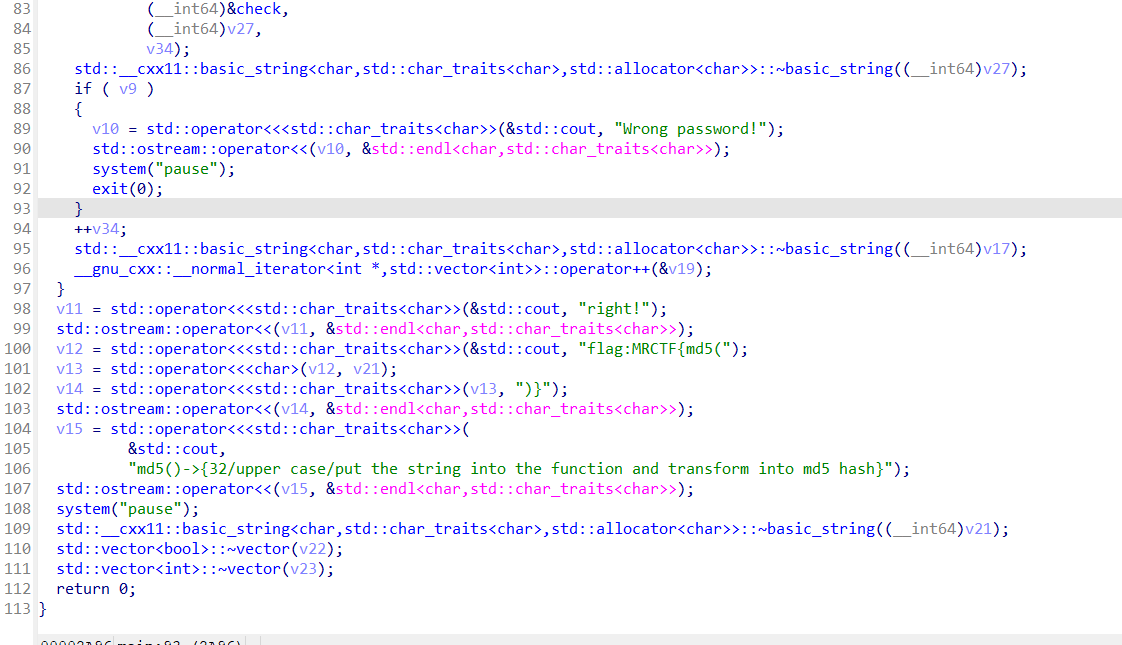 83 (__int64)&check,
84 (__int64)v27,
85 v34);
86 std::__cxx11::basic_string<char,std::char_traits<char>,std::allocator<char>>::~basic_string((__int64)v27);
87 if ( v9 )
88 {
89 v10 = std::operator<<<std::char_traits<char>>(&std::cout, "Wrong password!");
90 std::ostream::operator<<(v10, &std::endl<char,std::char_traits<char>>);
91 system("pause");
92 exit(0);
93 }
94 ++v34;
95 std::__cxx11::basic_string<char,std::char_traits<char>,std::allocator<char>>::~basic_string((__int64)v17);
96 __gnu_cxx::__normal_iterator<int *,std::vector<int>>::operator++(&v19);
97 }
98 v11 = std::operator<<<std::char_traits<char>>(&std::cout, "right!");
99 std::ostream::operator<<(v11, &std::endl<char,std::char_traits<char>>);
100 v12 = std::operator<<<std::char_traits<char>>(&std::cout, "flag:MRCTF{md5(");
101 v13 = std::operator<<<char>(v12, v21);
102 v14 = std::operator<<<std::char_traits<char>>(v13, ")}");
103 std::ostream::operator<<(v14, &std::endl<char,std::char_traits<char>>);
104 v15 = std::operator<<<std::char_traits<char>>(
105 &std::cout,
106 "md5()->{32/upper case/put the string into the function and transform into md5 hash}");
107 std::ostream::operator<<(v15, &std::endl<char,std::char_traits<char>>);
108 system("pause");
109 std::__cxx11::basic_string<char,std::char_traits<char>,std::allocator<char>>::~basic_string((__int64)v21);
110 std::vector<bool>::~vector(v22);
111 std::vector<int>::~vector(v23);
112 return 0;
113 }